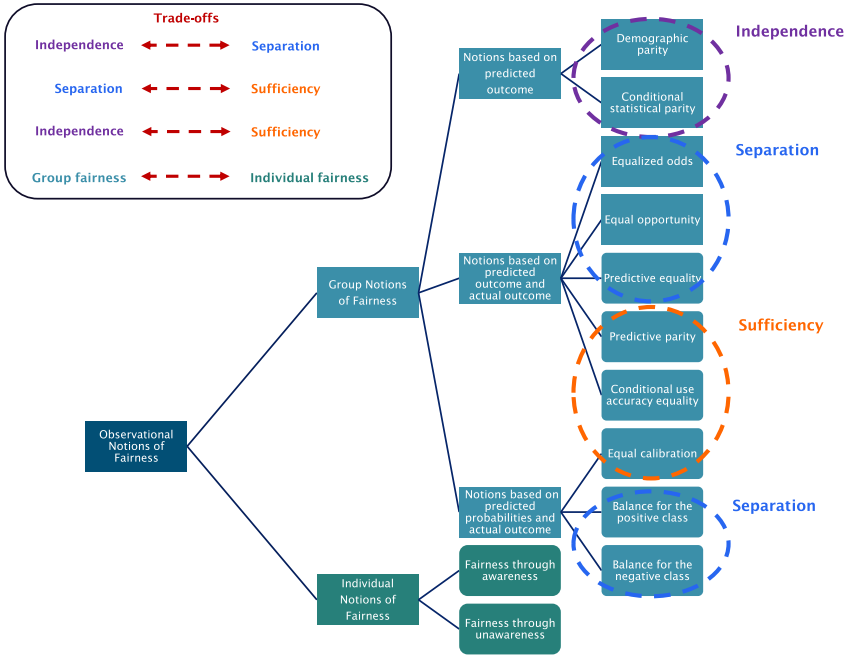 Trade-offs
Independence
Separation
Separation
Sufficiency
Independence
Sufficiency
Group fairness
Individual fairness
Observational
Notions of
Fairness
Group Notions
of Fairness
Individual
Notions of
Fairness
Notions based on
predicted
outcome
Notions based on
predicted
outcome and
actual outcome
Notions based on
predicted
probabilities and
actual outcome
Fairness through
awareness
Fairness through
unawareness
Demographic
parity
Conditional
statistical parity
Equalized odds
Equal opportunity
Predictive equality
Predictive parity
Conditional use
accuracy equality
Equal calibration
Balance for the
positive class
Balance for the
negative class
Independence
Separation
Sufficiency
Separation